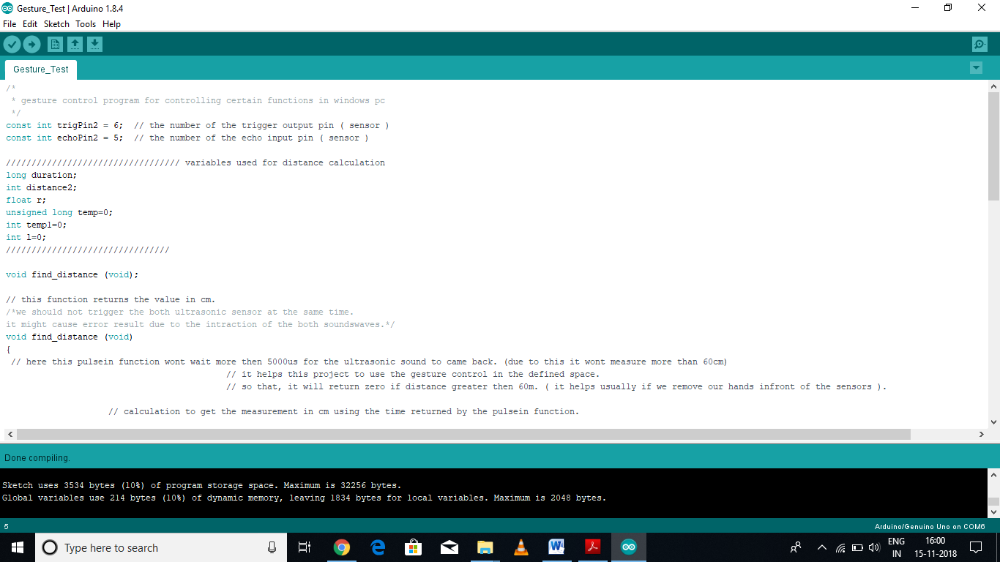 Gesture_Test | Arduino 1.8.4
File Edit Sketch Tools Help
Gesture_Test
/*
* gesture control program for controlling certain functions in windows pc
*/
const int trigPin2 = 6; // the number of the trigger output pin ( sensor )
const int echoPin2 = 5; // the number of the echo input pin ( sensor )
////////////////////////////////// variables used for distance calculation
long duration;
int distance2;
float r;
unsigned long temp=0;
int temp1=0;
int l=0;
////////////////////////////////
void find_distance (void);
// this function returns the value in cm.
/*we should not trigger the both ultrasonic sensor at the same time.
it might cause error result due to the intraction of the both soundswaves.*/
void find_distance (void)
{
// here this pulsein function wont wait more then 5000us for the ultrasonic sound to came back. (due to this it wont measure more than 60cm)
// it helps this project to use the gesture control in the defined space.
// so that, it will return zero if distance greater then 60m. ( it helps usually if we remove our hands infront of the sensors ).
// calculation to get the measurement in cm using the time returned by the pulsein function.
Done compiling.
Sketch uses 3534 bytes (10%) of program storage space. Maximum is 32256 bytes.
Global variables use 214 bytes (10%) of dynamic memory, leaving 1834 bytes for local variables. Maximum is 2048 bytes.
5 Arduino/Genuino Uno on COM6
Type here to search
ENG
IN
16:00
15-11-2018